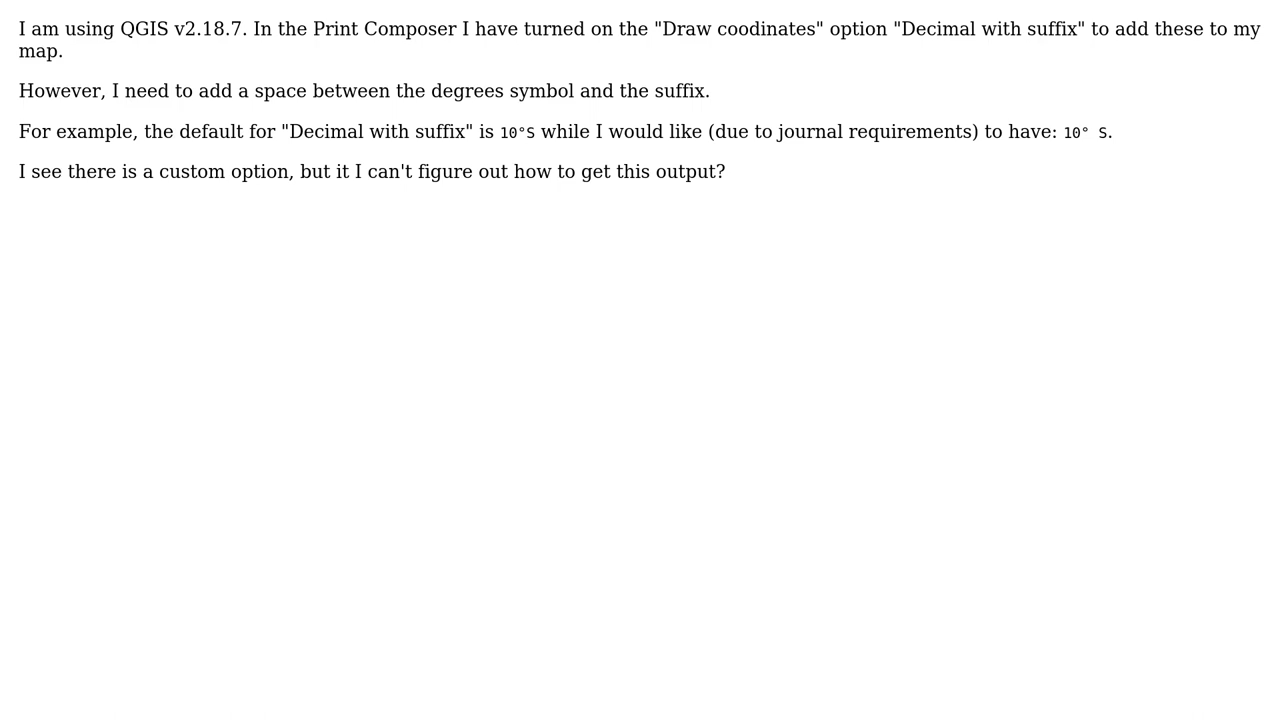 I am using QGIS v2.18.7. In the Print Composer I have turned on the "Draw coodinates" option "Decimal with suffix" to add these to my
map.
However, I need to add a space between the degrees symbol and the suffix.
For example, the default for "Decimal with suffix" is 10°S while I would like (due to journal requirements) to have: 10° S.
I see there is a custom option, but it I can't figure out how to get this output?